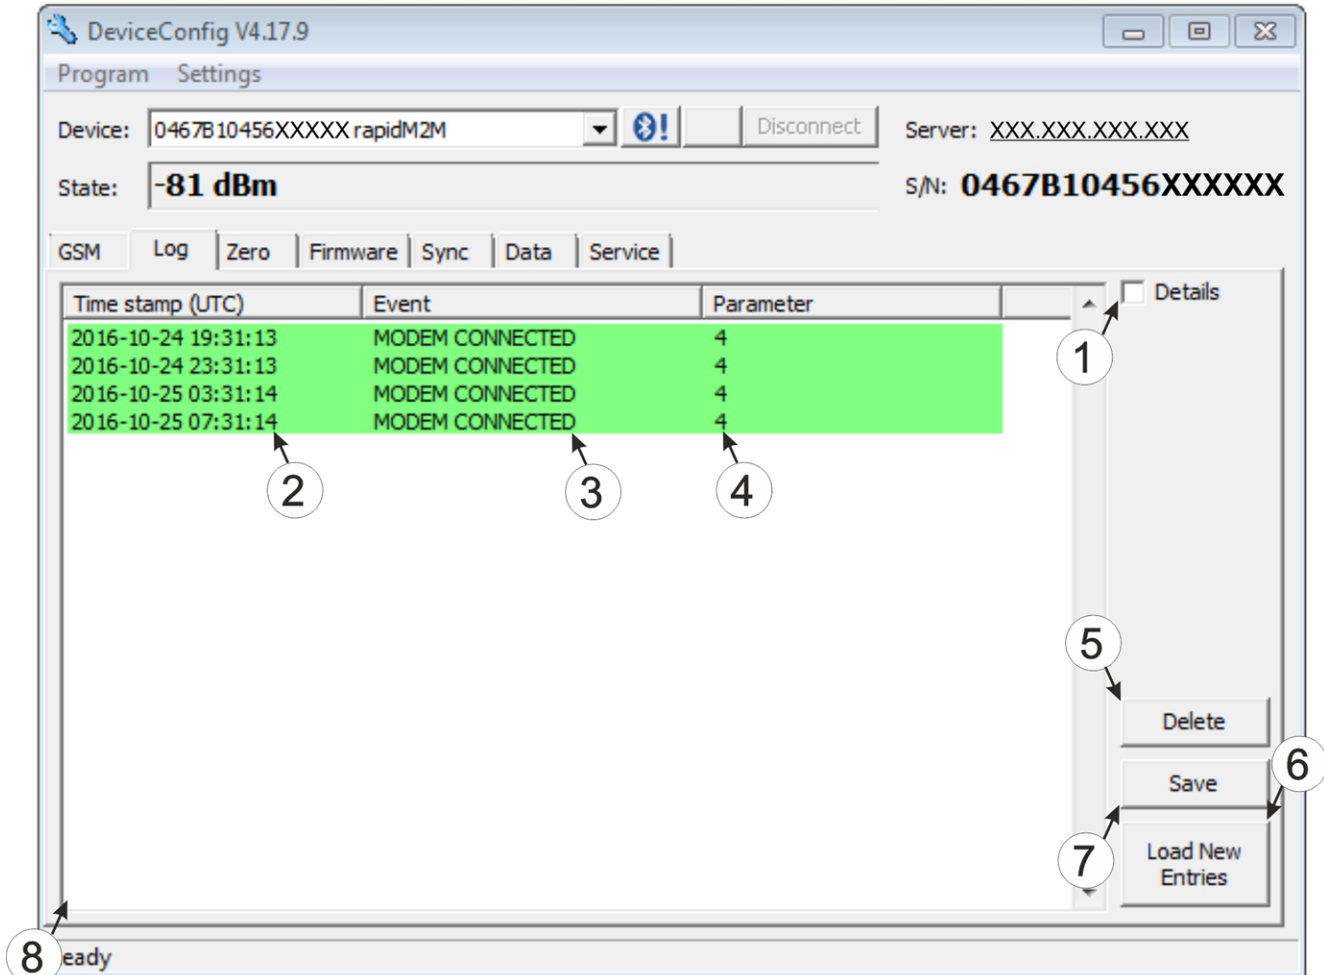 DeviceConfig V4.17.9
Program Settings
Device: 0467B10456XXXXX rapidM2M Disconnect Server: XXX.XXX.XXX.XXX
State: -81 dBm S/N: 0467B10456XXXXXX
GSM Log Zero Firmware Sync Data Service
Time stamp (UTC) Event Parameter Details
2016-10-24 19:31:13 MODEM CONNECTED 4
1
2016-10-24 23:31:13 MODEM CONNECTED 4
2016-10-25 03:31:14 MODEM CONNECTED 4
2016-10-25 07:31:14 MODEM CONNECTED 4
2 3 4
5
Delete
6
Save
7
Load New
Entries
8 eady